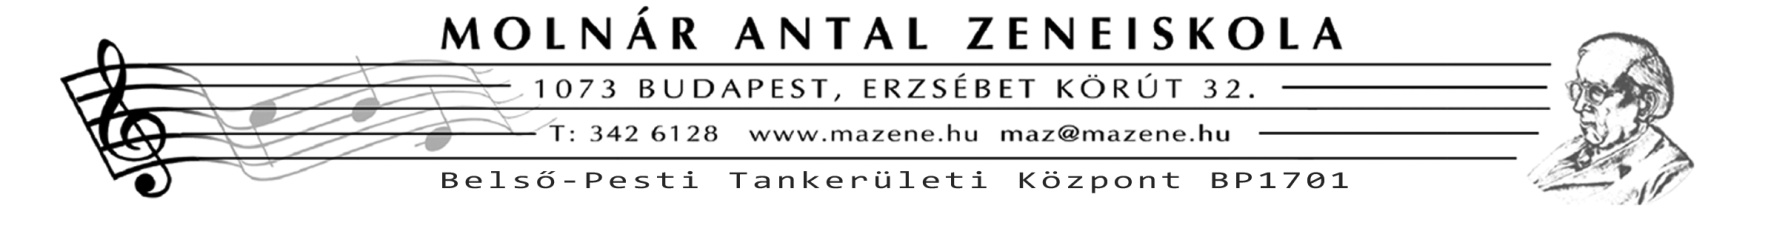 MOLNÁR ANTAL ZENEISKOLA
1073 BUDAPEST, ERZSÉBET KÖRÚT 32.
T: 342 6128 www.mazene.hu maz@mazene.hu
Belső-Pesti Tankerületi Központ BP1701